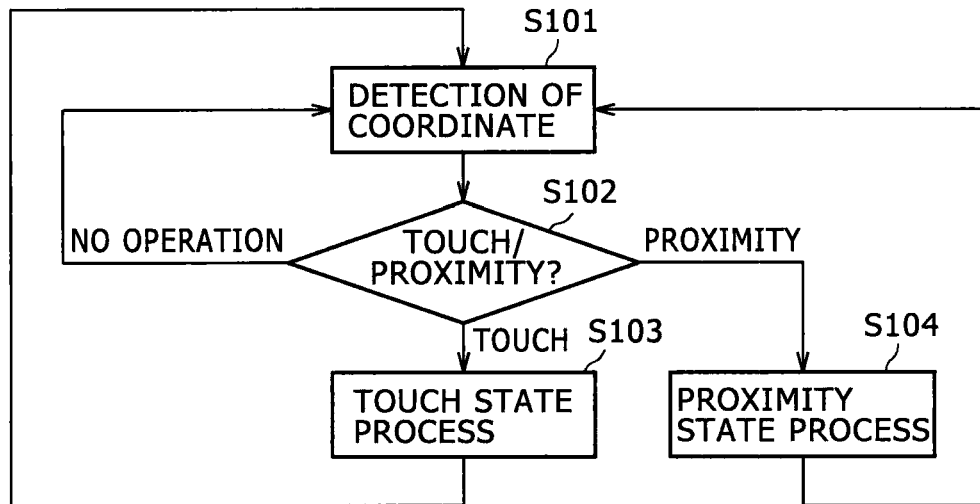 S101
DETECTION OF
COORDINATE
S102
NO OPERATION
TOUCH/
PROXIMITY?
PROXIMITY
TOUCH
S103
S104
TOUCH STATE
PROCESS
PROXIMITY
STATE PROCESS